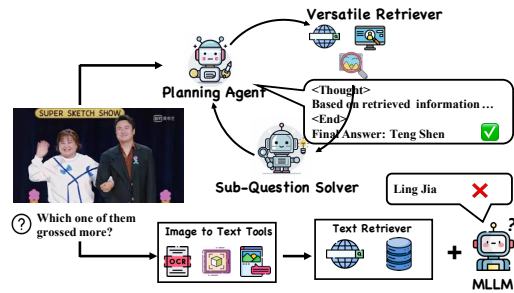 Versatile Retriever
Planning Agent
<Thought>
Based on retrieved information ...
<End>
Final Answer: Teng Shen
SUPER SKETCH SHOW
Sub-Question Solver
Ling Jia
? Which one of them
grossed more?
Image to Text Tools
OCR
Text Retriever
+
?
MLLM